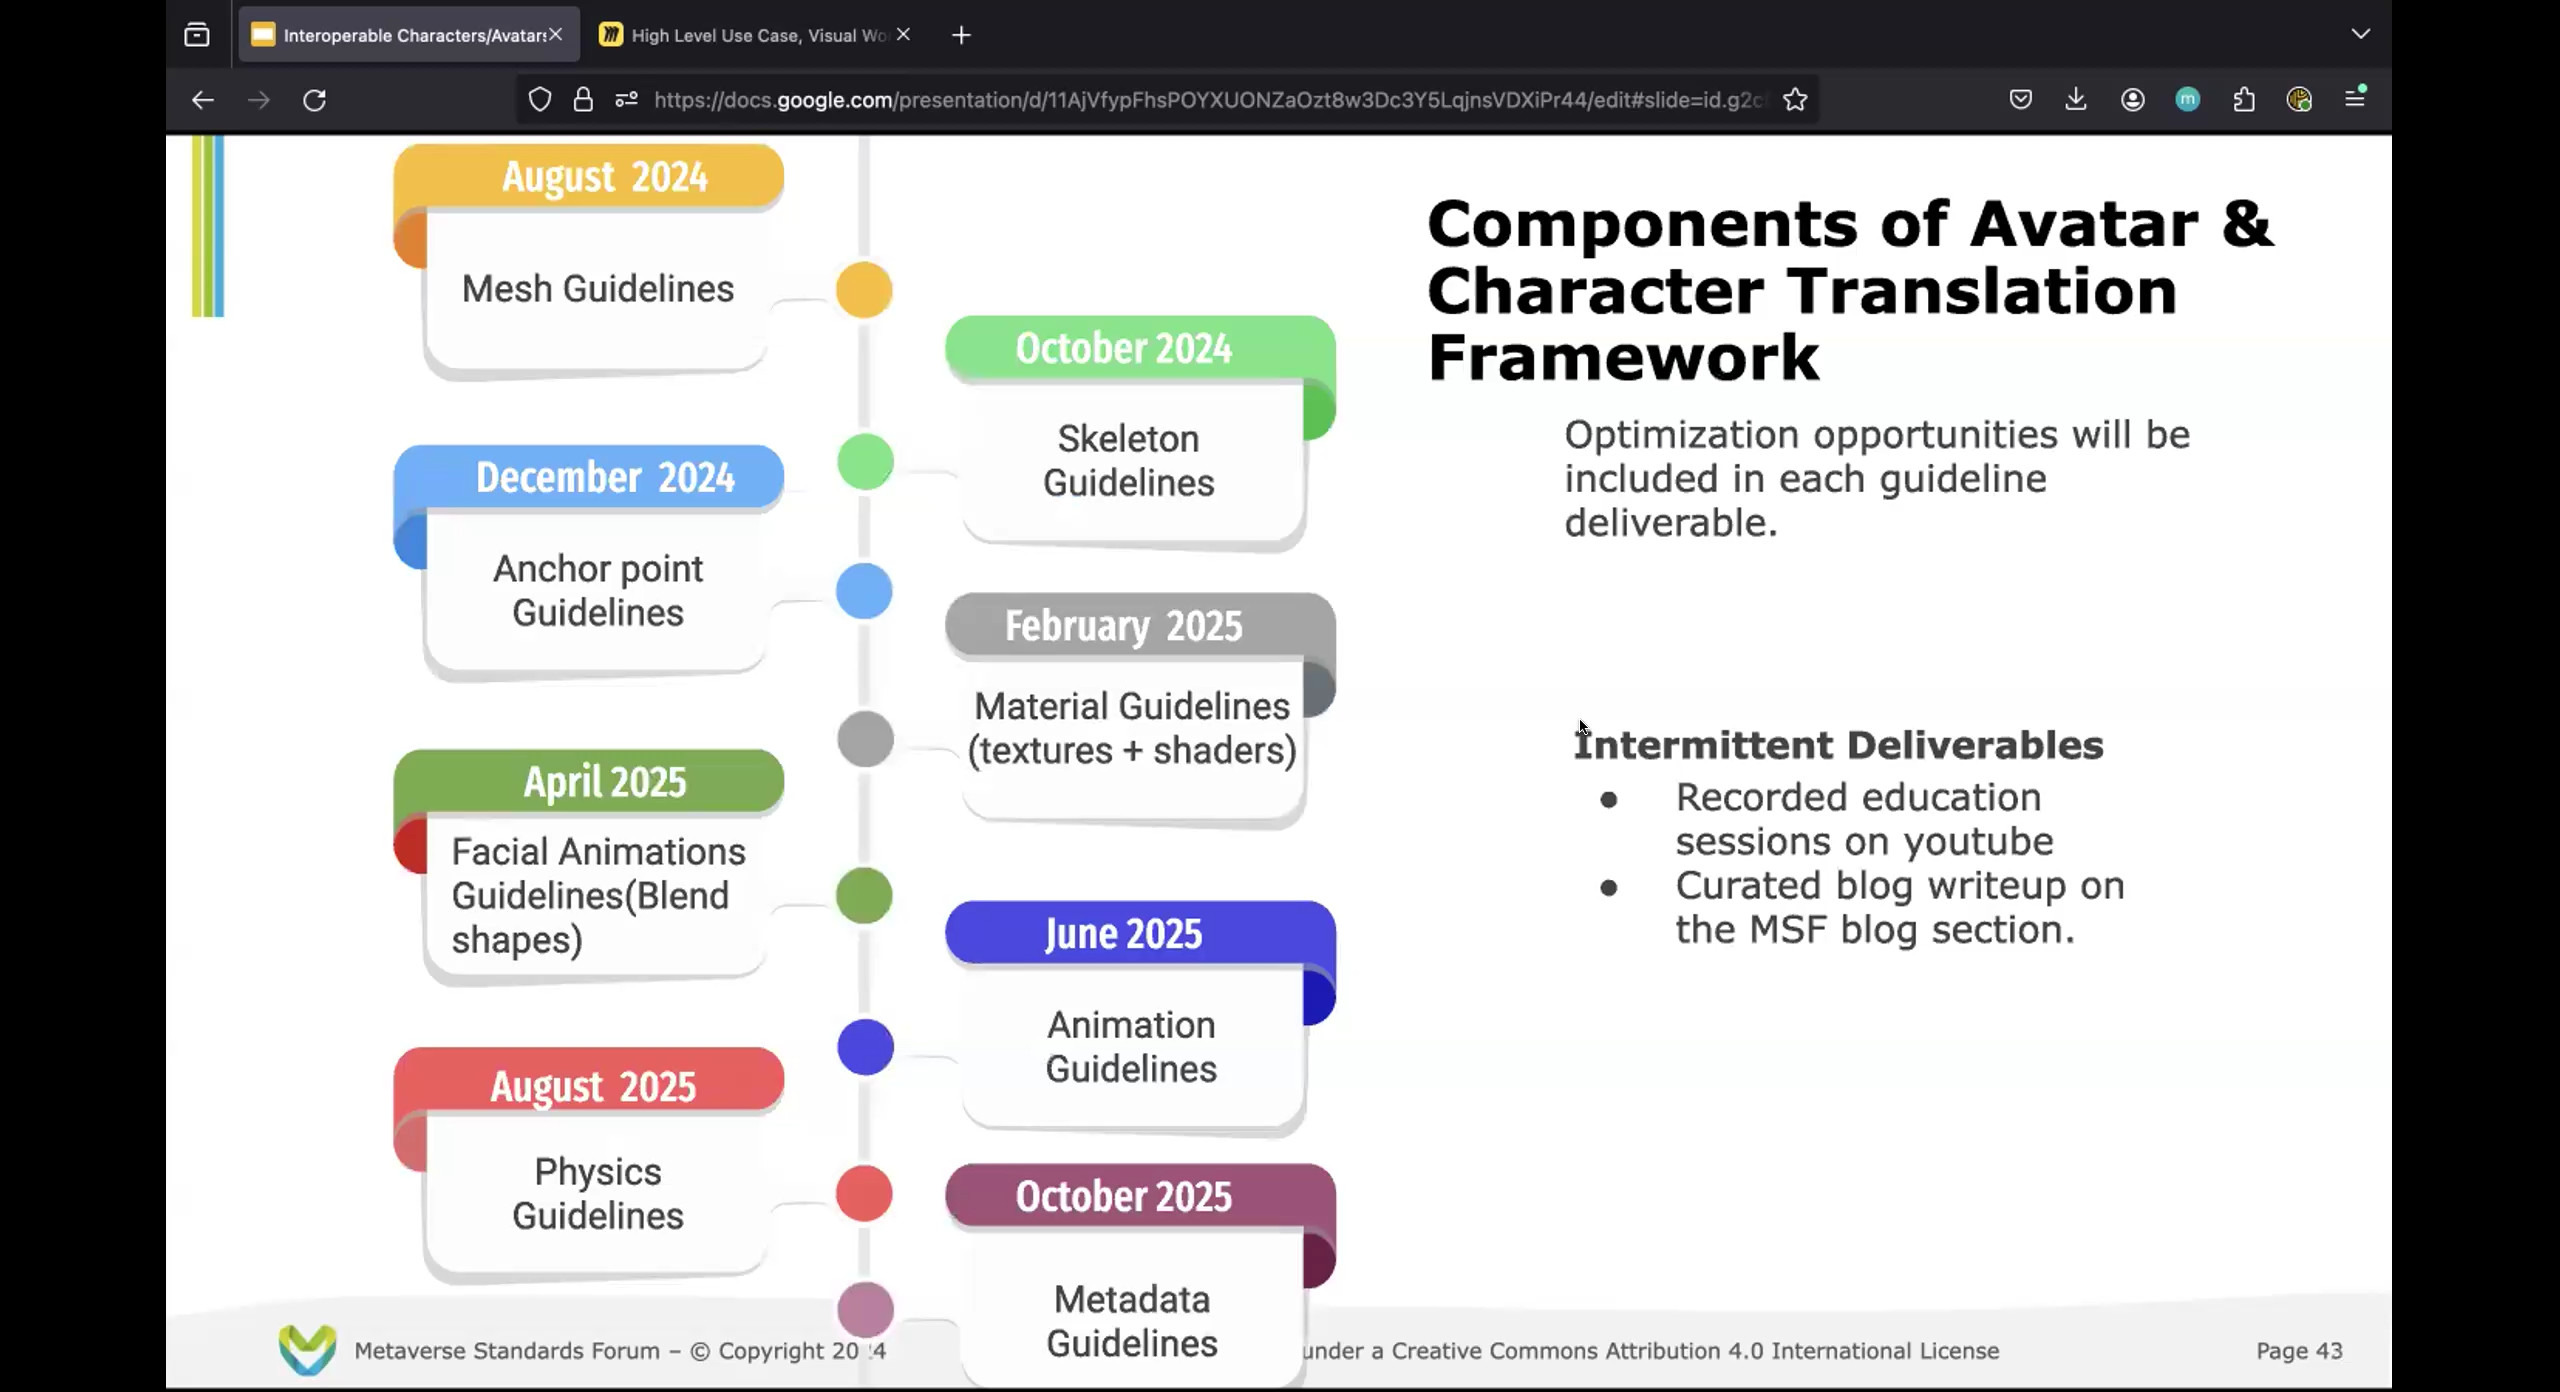 Interoperable Characters/Avatars
High Level Use Case, Visual Wo
https://docs.google.com/presentation/d/11AjVfypFhsPOYXUONZaOzt8w3Dc3Y5LqjnsVDXiPr44/edit#slide=id.g2c
m
August 2024
Mesh Guidelines
October 2024
Skeleton
Guidelines
December 2024
Anchor point
Guidelines
February 2025
Material Guidelines
(textures + shaders)
April 2025
Facial Animations
Guidelines(Blend
shapes)
June 2025
Animation
Guidelines
August 2025
Physics
Guidelines
October 2025
Metadata
Guidelines
Components of Avatar &
Character Translation
Framework
Optimization opportunities will be
included in each guideline
deliverable.
Intermittent Deliverables
● Recorded education
sessions on youtube
● Curated blog writeup on
the MSF blog section.
Metaverse Standards Forum – © Copyright 20 4
under a Creative Commons Attribution 4.0 International License
Page 43